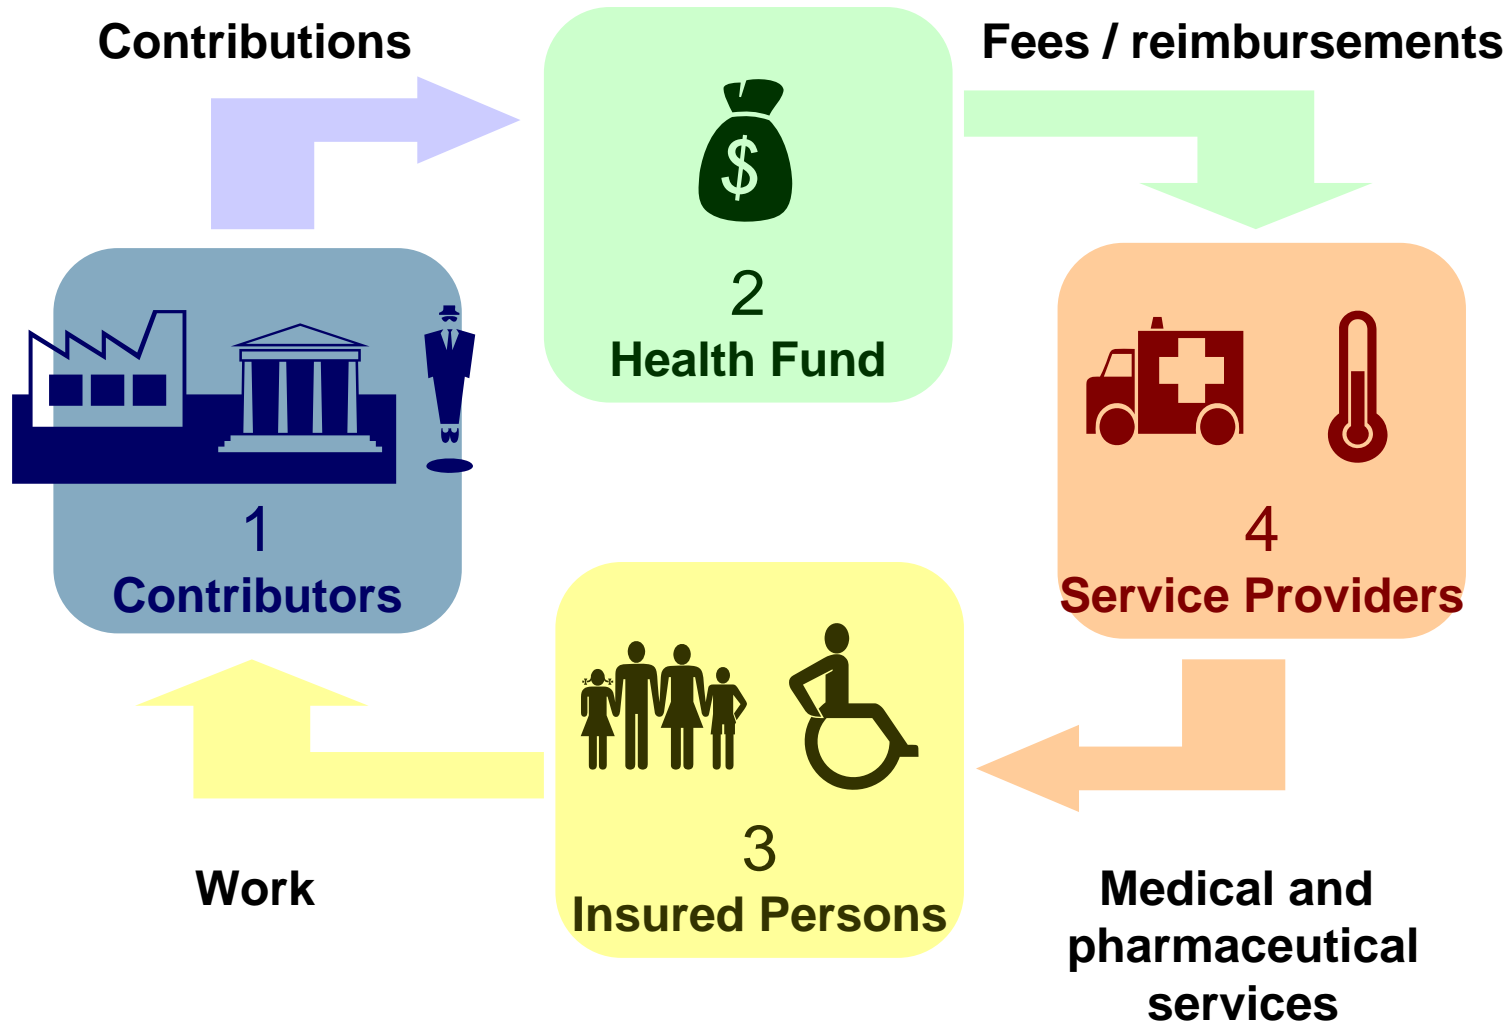 Contributions
Fees / reimbursements
$
2
Health Fund
1
Contributors
4
Service Providers
3
Insured Persons
Work
Medical and
pharmaceutical
services